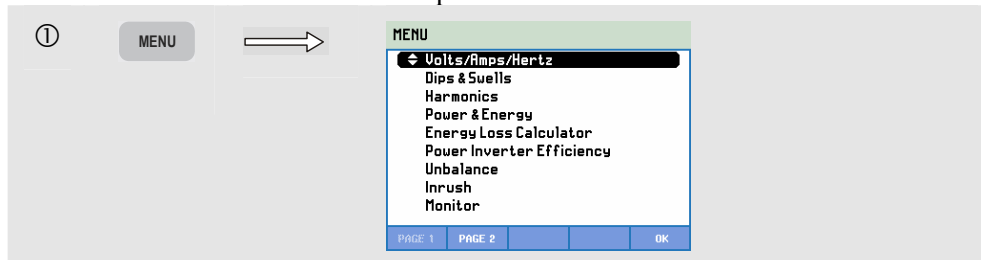 ①
MENU
MENU
Volts/Amps/Hertz
Dips & Swells
Harmonics
Power & Energy
Energy Loss Calculator
Power Inverter Efficiency
Unbalance
Inrush
Monitor
PAGE 1 PAGE 2 OK